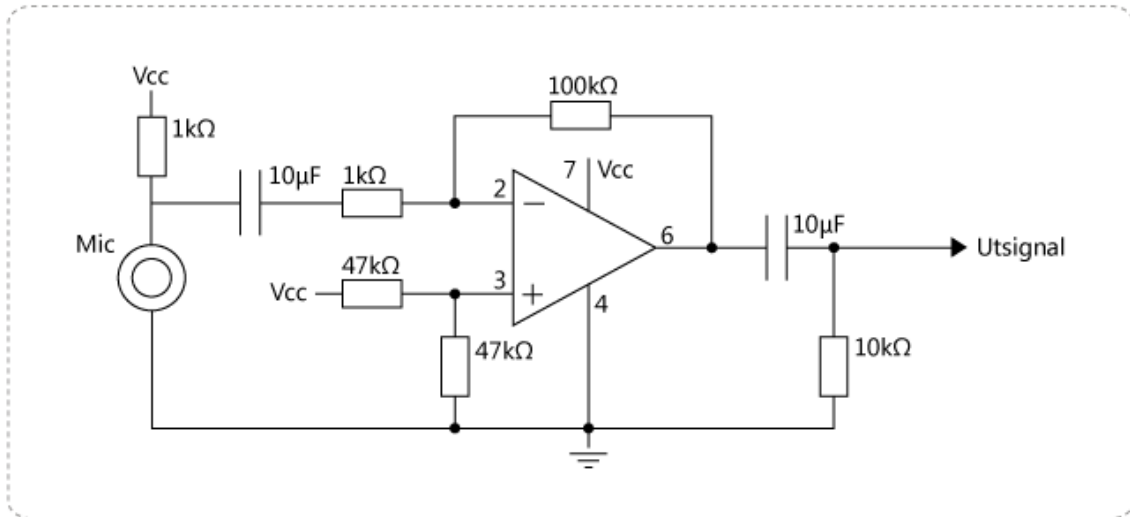 Vcc
1kΩ
100kΩ
10µF
1kΩ
2
7
Vcc
Mic
47kΩ
Vcc
3
6
10µF
Utsignal
4
47kΩ
10kΩ